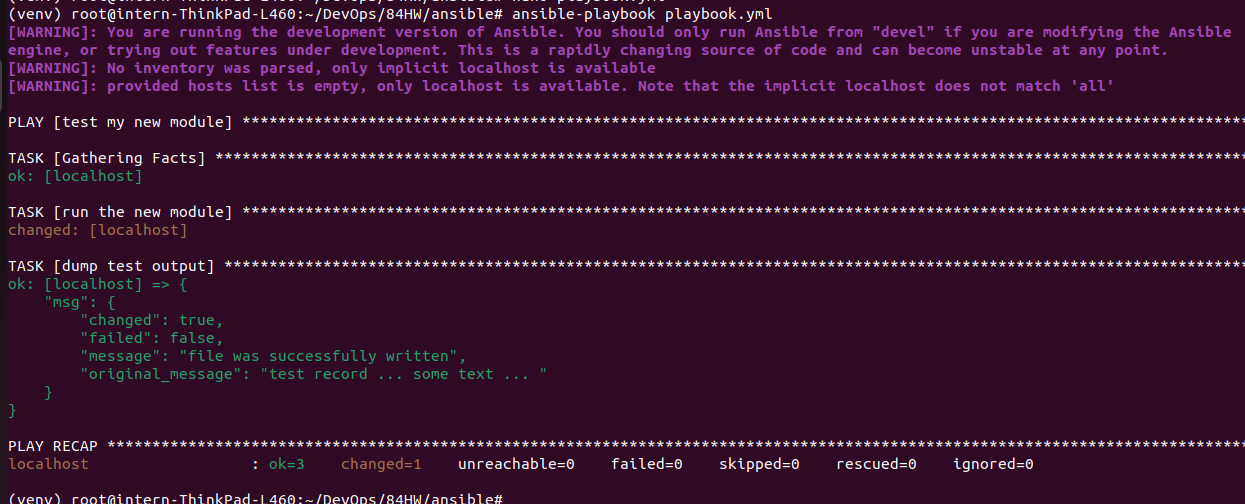 (venv) root@intern-ThinkPad-L460:~/DevOps/84HW/ansible# ansible-playbook playbook.yml
[WARNING]: You are running the development version of Ansible. You should only run Ansible from "devel" if you are modifying the Ansible
engine, or trying out features under development. This is a rapidly changing source of code and can become unstable at any point.
[WARNING]: No inventory was parsed, only implicit localhost is available
[WARNING]: provided hosts list is empty, only localhost is available. Note that the implicit localhost does not match 'all'
PLAY [test my new module] ****************************************************************************************************************
TASK [Gathering Facts] *******************************************************************************************************************
ok: [localhost]
TASK [run the new module] ****************************************************************************************************************
changed: [localhost]
TASK [dump test output] ******************************************************************************************************************
ok: [localhost] => {
    "msg": {
        "changed": true,
        "failed": false,
        "message": "file was successfully written",
        "original_message": "test record ... some text ... "
    }
}
PLAY RECAP *******************************************************************************************************************************
localhost                  : ok=3    changed=1    unreachable=0    failed=0    skipped=0    rescued=0    ignored=0
(venv) root@intern-ThinkPad-L460:~/DevOps/84HW/ansible#